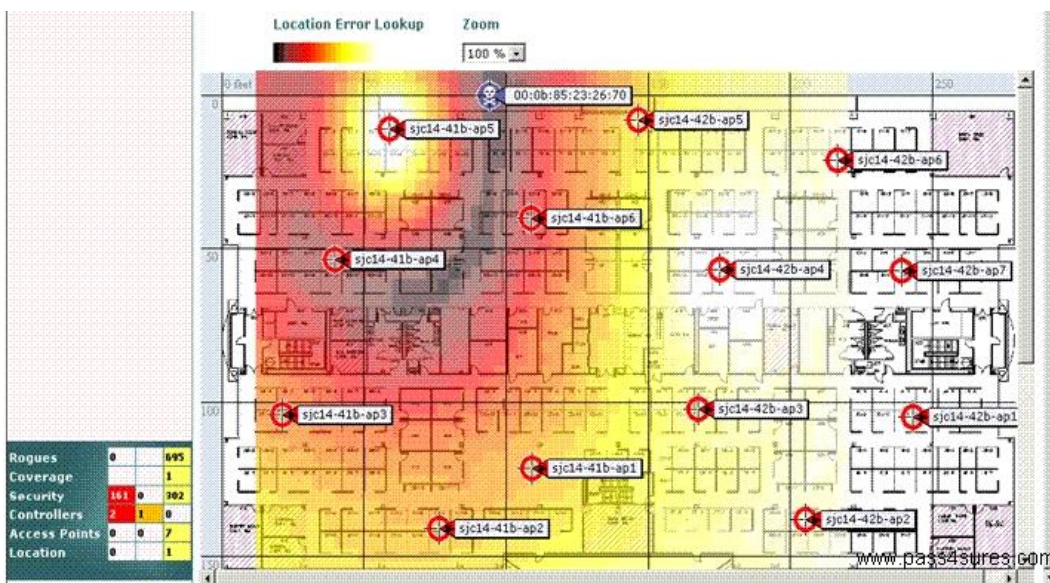 Location Error Lookup
Zoom
100 %
0 feet
200
250
0
00:0b:85:23:26:70
sjc14-41b-ap5
sjc14-42b-ap5
sjc14-42b-ap6
sjc14-41b-ap6
50
sjc14-41b-ap4
sjc14-42b-ap4
sjc14-42b-ap7
100
sjc14-41b-ap3
sjc14-42b-ap3
sjc14-42b-ap1
sjc14-41b-ap1
sjc14-41b-ap2
sjc14-42b-ap2
150
Rogues 0 695
Coverage 1
Security 161 0 302
Controllers 2 1 0
Access Points 0 0 7
Location 0 1
www.pass4sures.com